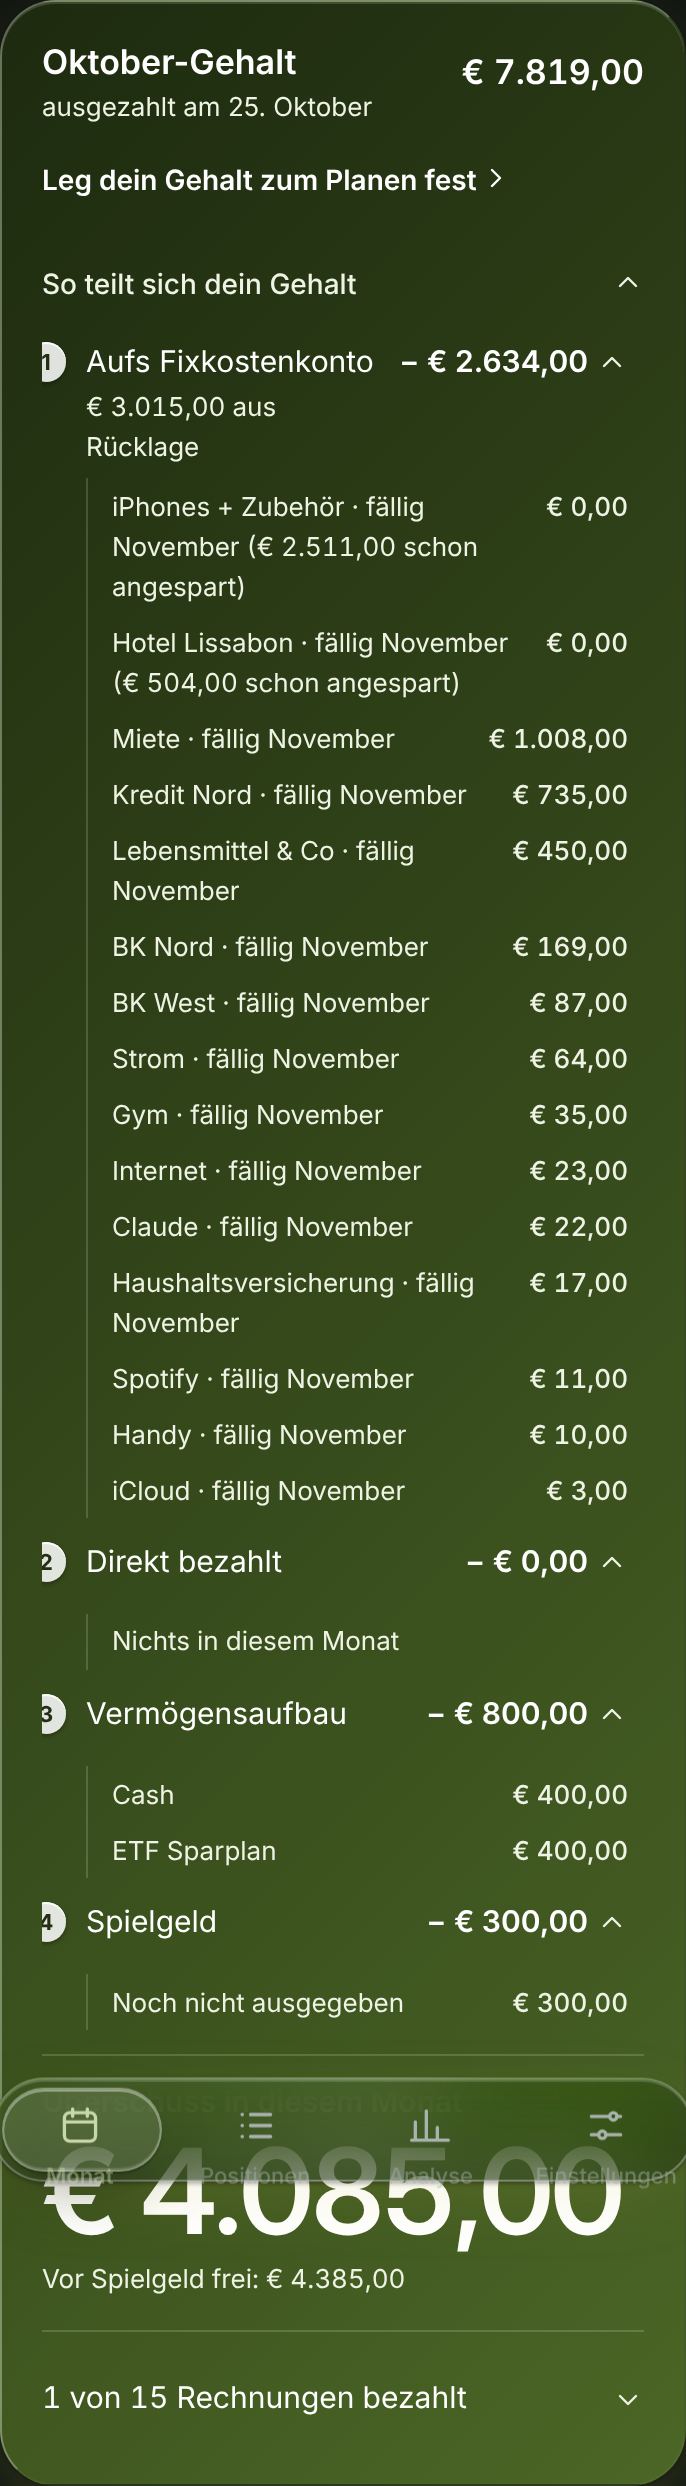 Oktober-Gehalt
€ 7.819,00
ausgezahlt am 25. Oktober
Leg dein Gehalt zum Planen fest
So teilt sich dein Gehalt
1 Aufs Fixkostenkonto – € 2.634,00
€ 3.015,00 aus
Rücklage
iPhones + Zubehör · fällig € 0,00
November (€ 2.511,00 schon
angespart)
Hotel Lissabon · fällig November € 0,00
(€ 504,00 schon angespart)
Miete · fällig November € 1.008,00
Kredit Nord · fällig November € 735,00
Lebensmittel & Co · fällig € 450,00
November
BK Nord · fällig November € 169,00
BK West · fällig November € 87,00
Strom · fällig November € 64,00
Gym · fällig November € 35,00
Internet · fällig November € 23,00
Claude · fällig November € 22,00
Haushaltsversicherung · fällig € 17,00
November
Spotify · fällig November € 11,00
Handy · fällig November € 10,00
iCloud · fällig November € 3,00
2 Direkt bezahlt – € 0,00
Nichts in diesem Monat
3 Vermögensaufbau – € 800,00
Cash € 400,00
ETF Sparplan € 400,00
4 Spielgeld – € 300,00
Noch nicht ausgegeben € 300,00
Überschuss in diesem Monat
Monat Positionen Analyse Einstellungen
€ 4.085,00
Vor Spielgeld frei: € 4.385,00
1 von 15 Rechnungen bezahlt